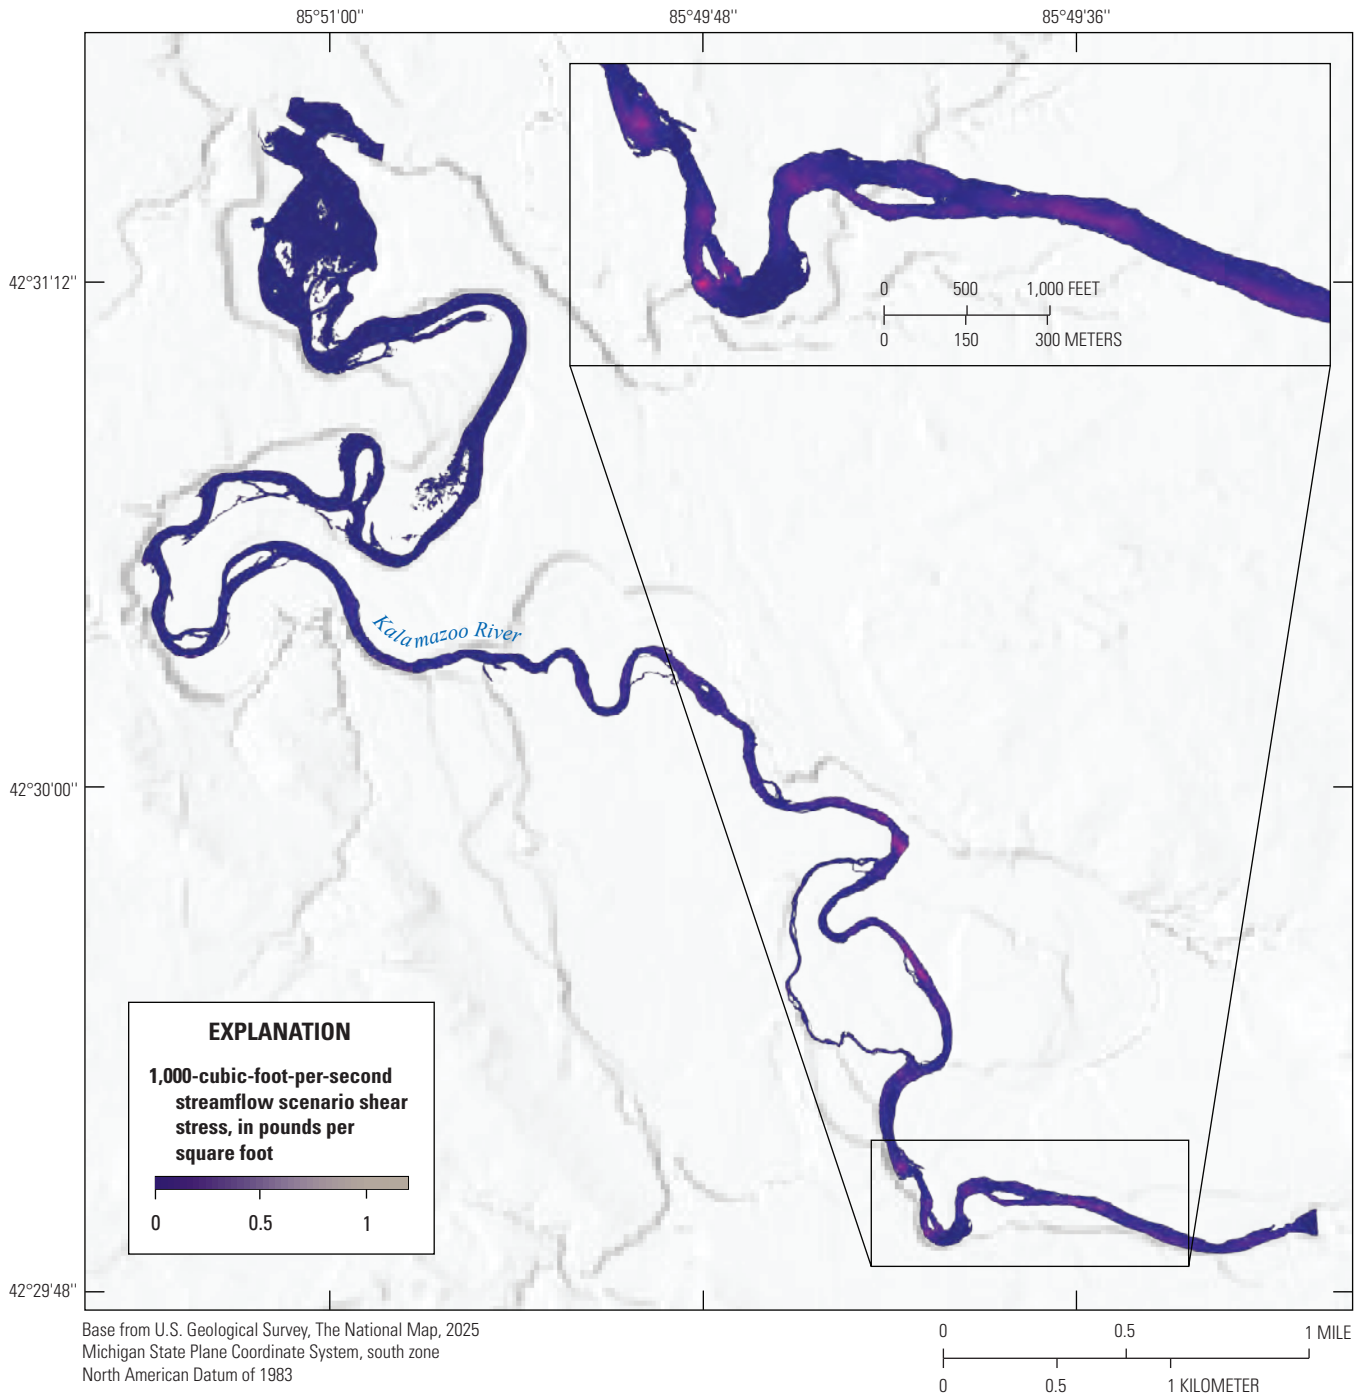 85°51'00''
85°49'48''
85°49'36''
0 500 1,000 FEET
0 150 300 METERS
42°31'12''
Kalamazoo River
42°30'00''
EXPLANATION
1,000-cubic-foot-per-second
streamflow scenario shear
stress, in pounds per
square foot
0 0.5 1
42°29'48''
Base from U.S. Geological Survey, The National Map, 2025
Michigan State Plane Coordinate System, south zone
North American Datum of 1983
0 0.5 1 MILE
0 0.5 1 KILOMETER